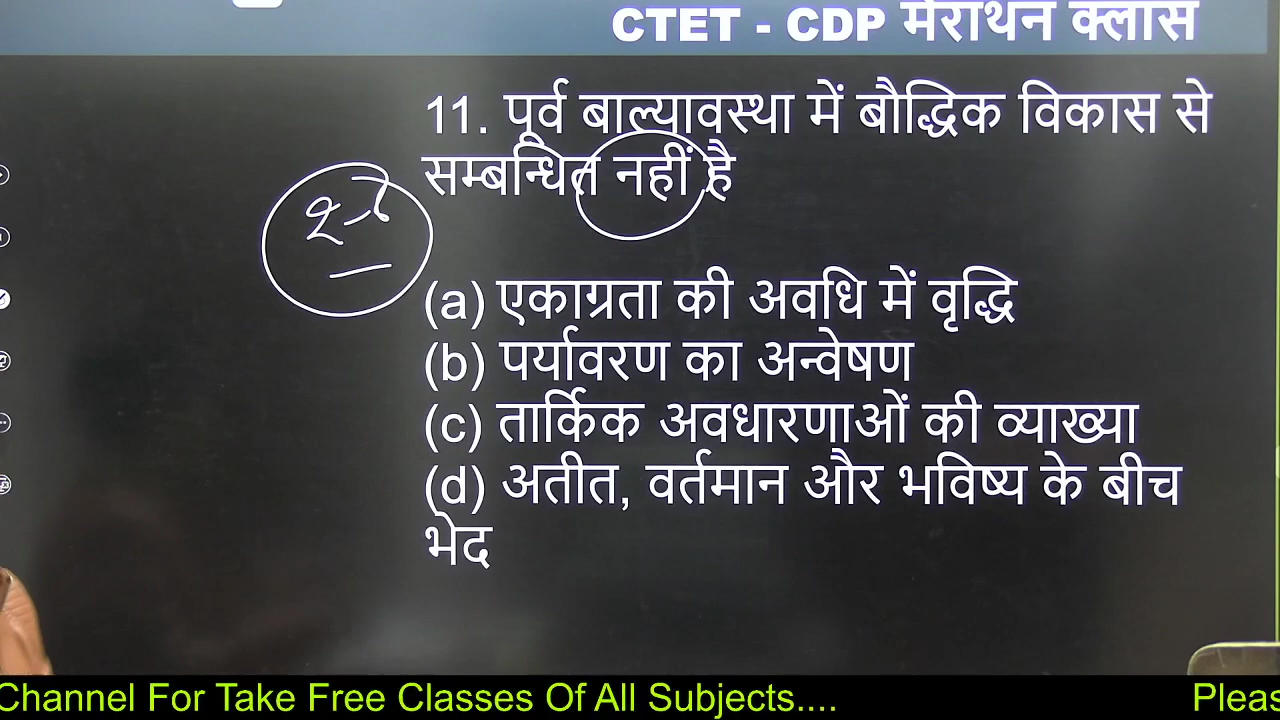 CTET - CDP मैराथन क्लास
11. पूर्व बाल्यावस्था में बौद्धिक विकास से
सम्बन्धित नहीं है
(a) एकाग्रता की अवधि में वृद्धि
(b) पर्यावरण का अन्वेषण
(c) तार्किक अवधारणाओं की व्याख्या
(d) अतीत, वर्तमान और भविष्य के बीच
भेद
Channel For Take Free Classes Of All Subjects....